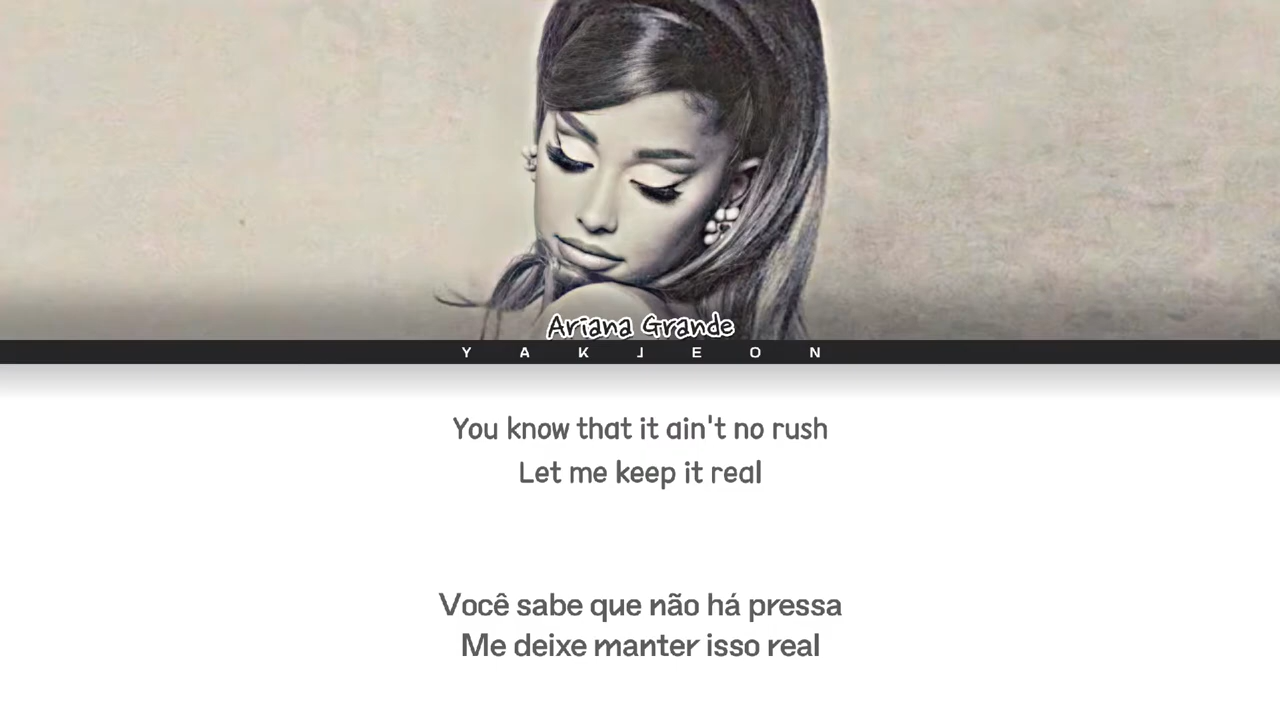 Ariana Grande
YAKJEON
You know that it ain't no rush
Let me keep it real
Você sabe que não há pressa
Me deixe manter isso real